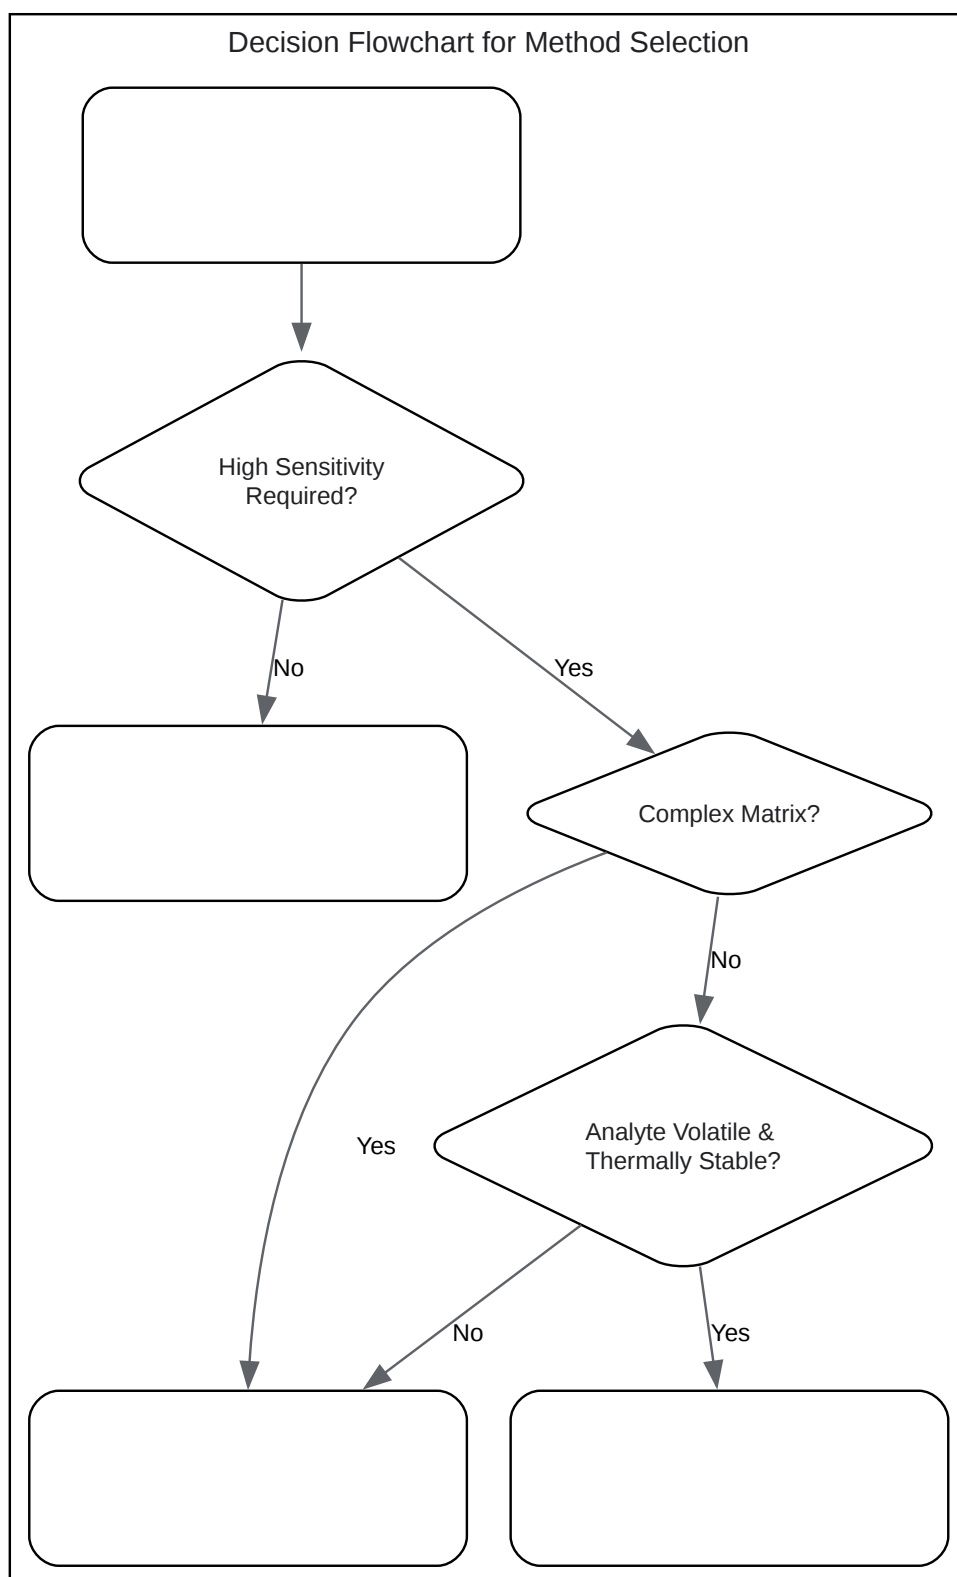 Decision Flowchart for Method Selection
High Sensitivity
Required?
No
Yes
Complex Matrix?
No
Yes
Analyte Volatile &
Thermally Stable?
No
Yes